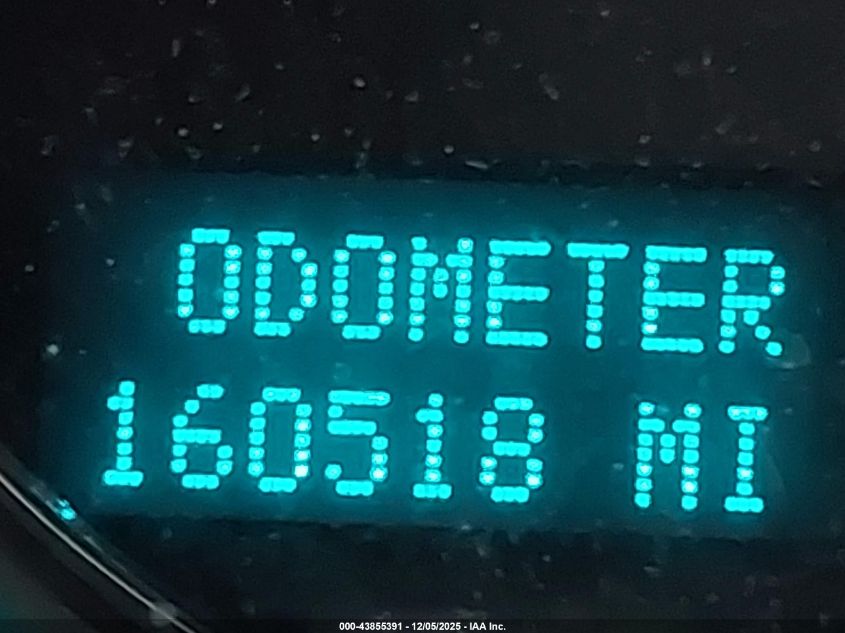 ODOMETER
160518 MI
000-43855391 - 12/05/2025 - IAA Inc.